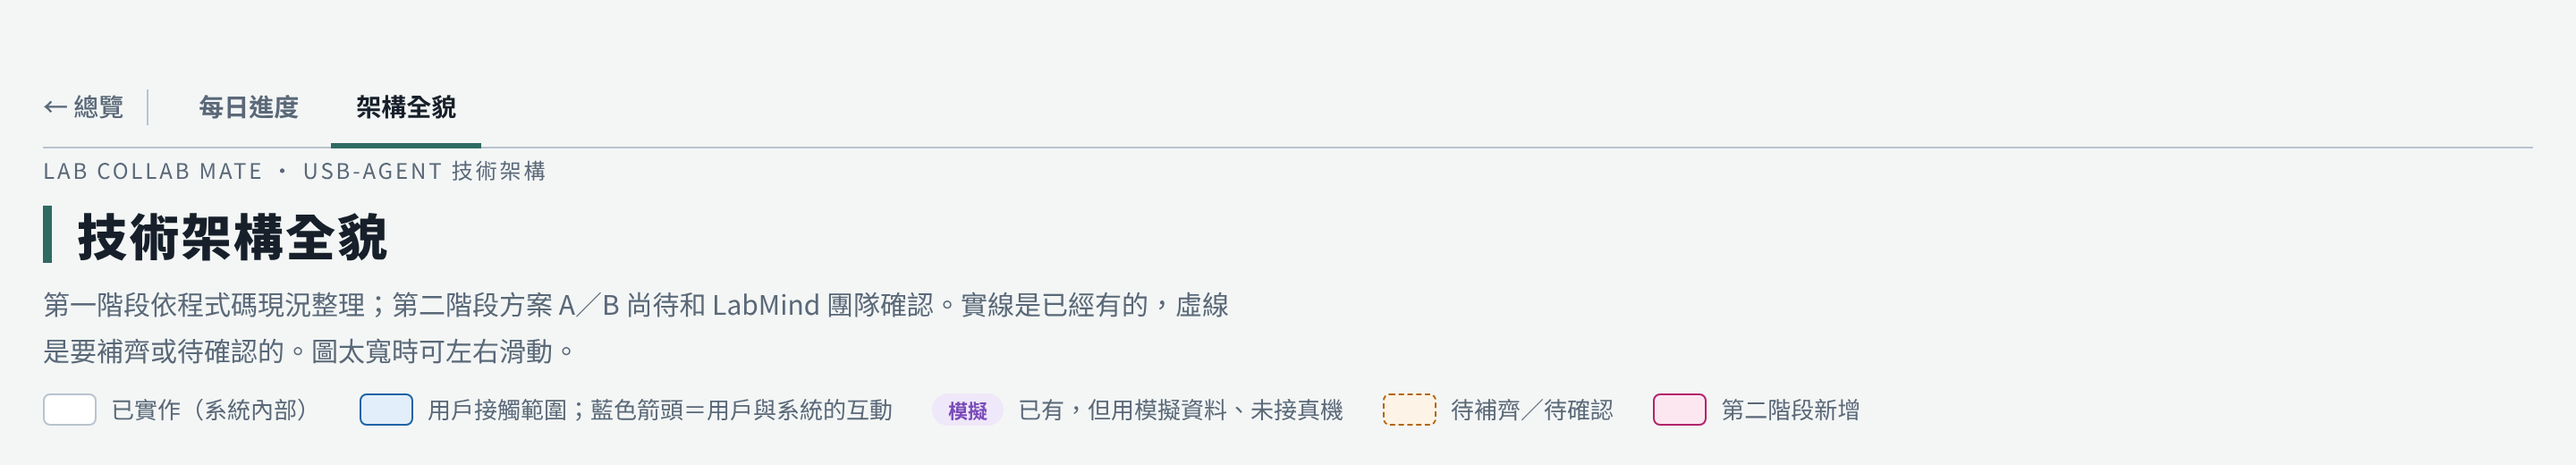 ← 總覽 每日進度 架構全貌
LAB COLLAB MATE ・ USB-AGENT 技術架構
技術架構全貌
第一階段依程式碼現況整理；第二階段方案 A／B 尚待和 LabMind 團隊確認。實線是已經有的，虛線
是要補齊或待確認的。圖太寬時可左右滑動。
已實作（系統內部） 用戶接觸範圍；藍色箭頭＝用戶與系統的互動 模擬 已有，但用模擬資料、未接真機 待補齊／待確認 第二階段新增